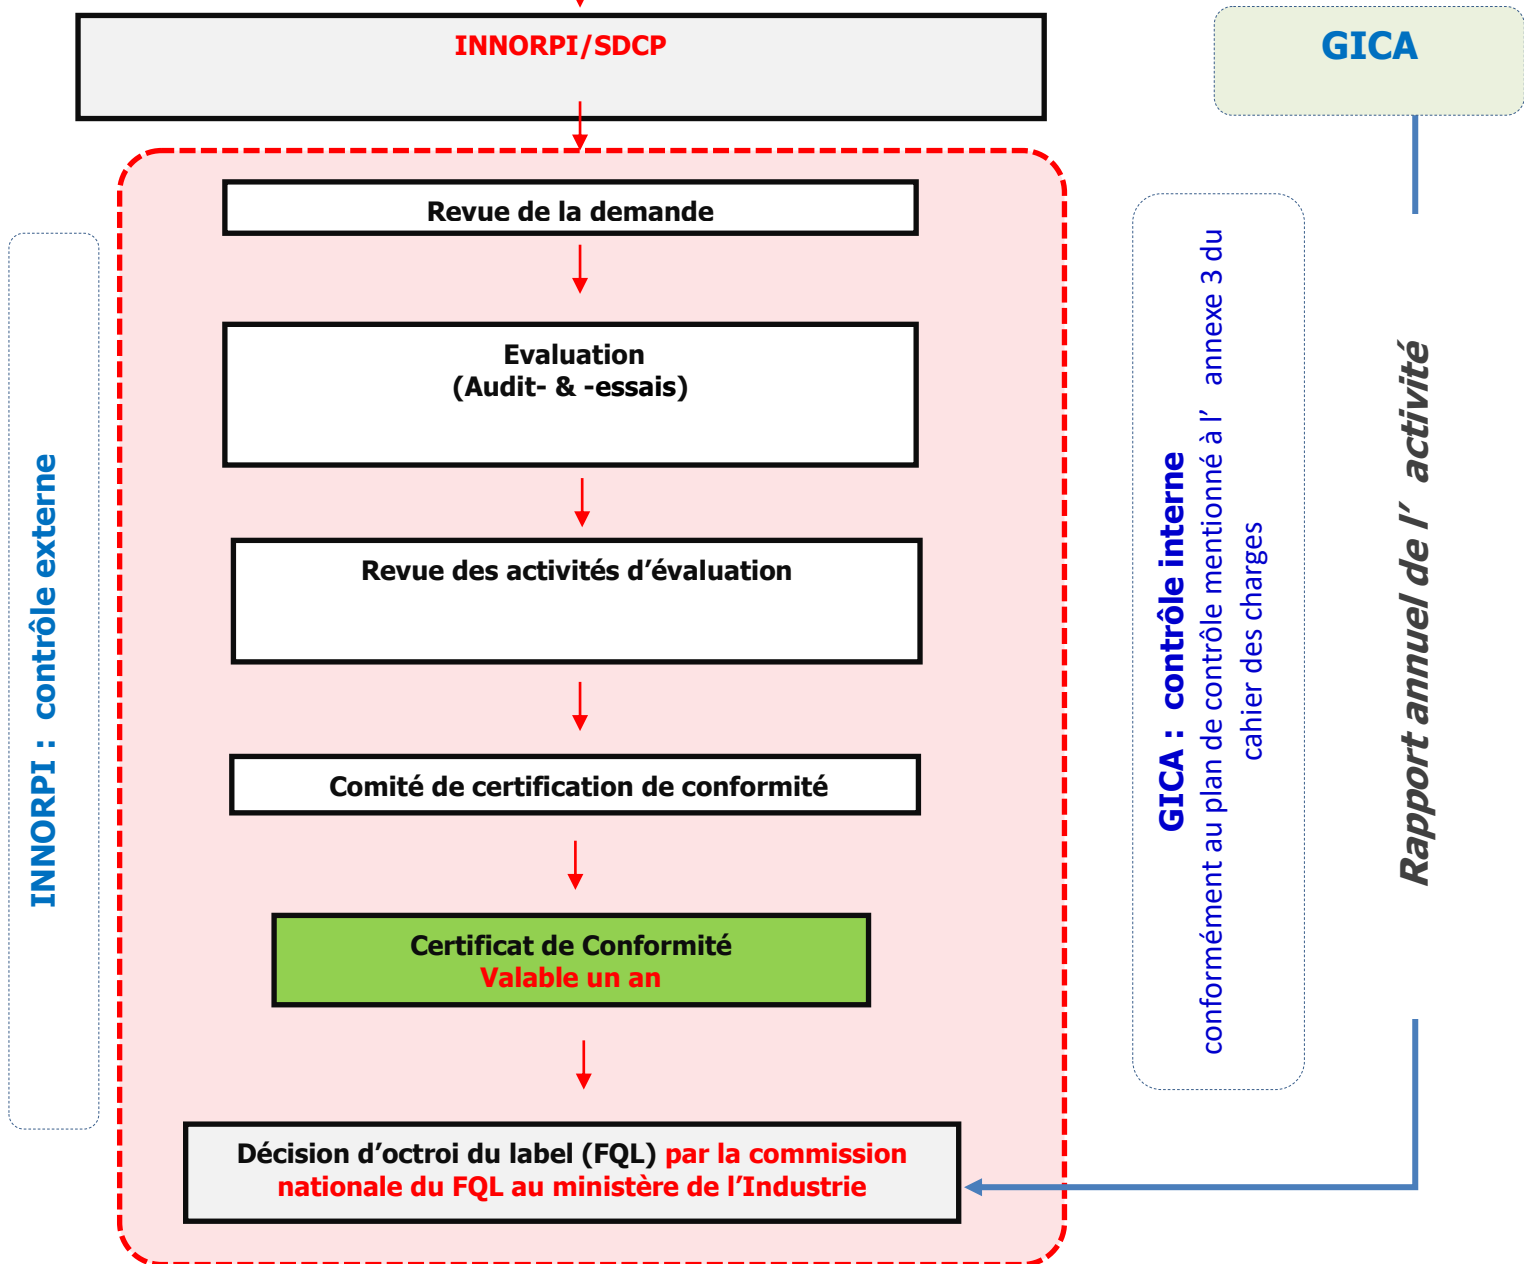 INNORPI/SDCP
GICA
Revue de la demande
Evaluation
(Audit- & -essais)
Revue des activités d’évaluation
Comité de certification de conformité
Certificat de Conformité
Valable un an
Décision d’octroi du label (FQL) par la commission
nationale du FQL au ministère de l’Industrie
INNORPI : contrôle externe
GICA : contrôle interne
conformément au plan de contrôle mentionné à l’ annexe 3 du
cahier des charges
Rapport annuel de l’ activité